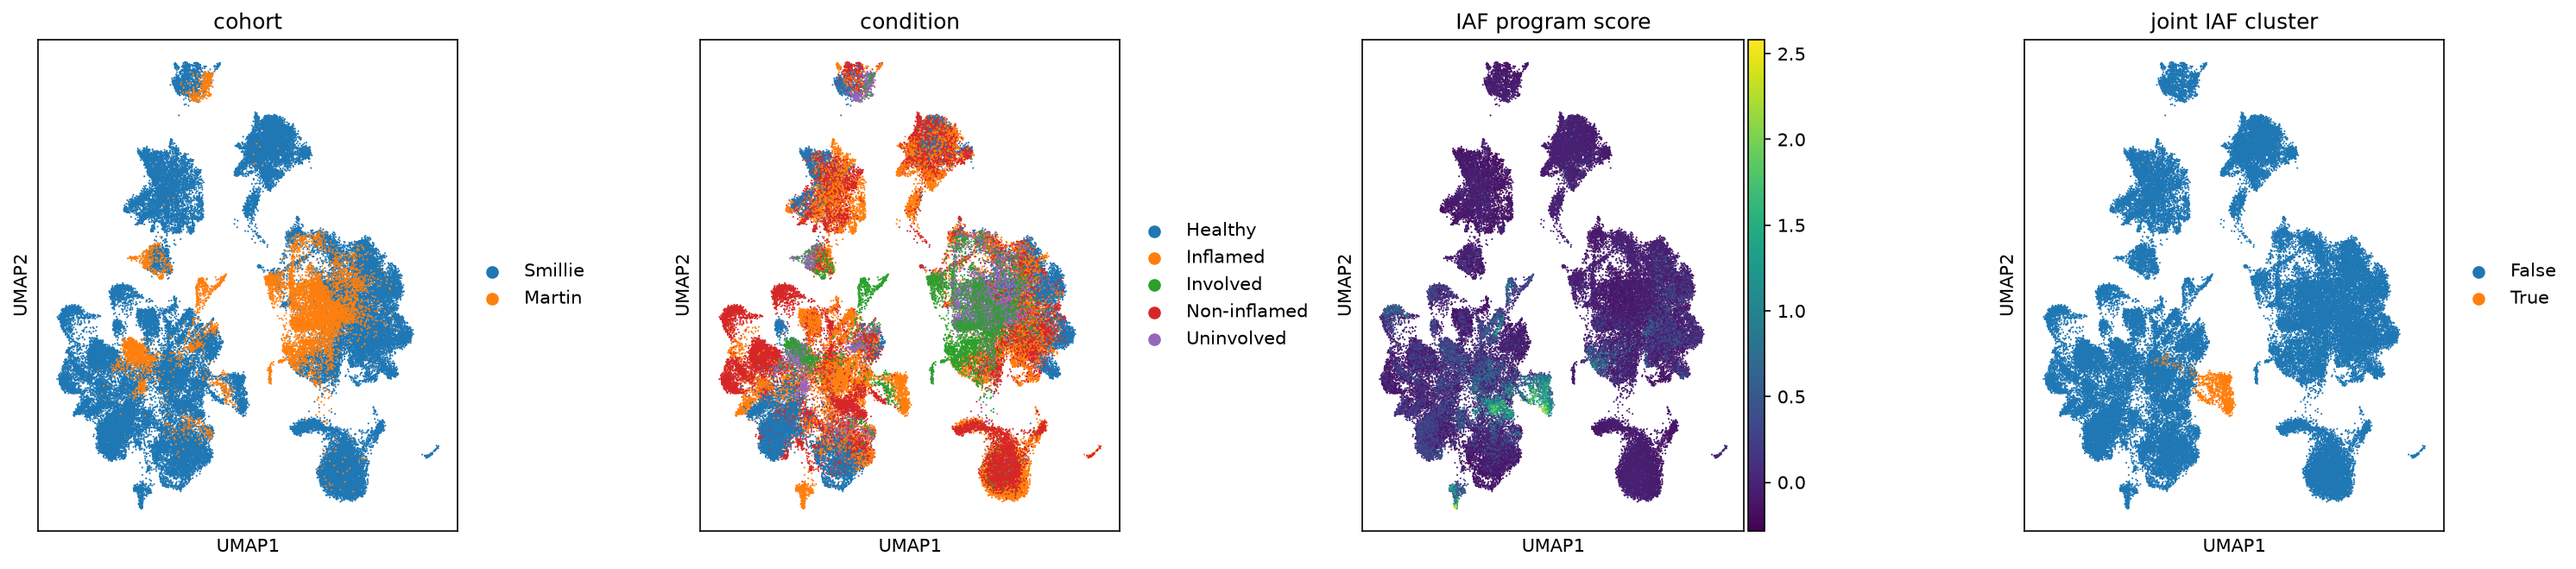 cohort
UMAP2
UMAP1
Smillie
Martin
condition
UMAP2
UMAP1
Healthy
Inflamed
Involved
Non-inflamed
Uninvolved
IAF program score
UMAP2
UMAP1
2.5
2.0
1.5
1.0
0.5
0.0
joint IAF cluster
UMAP2
UMAP1
False
True